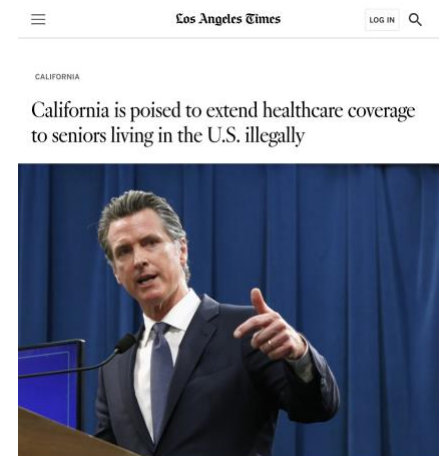 Los Angeles Times
LOG IN
CALIFORNIA
California is poised to extend healthcare coverage
to seniors living in the U.S. illegally